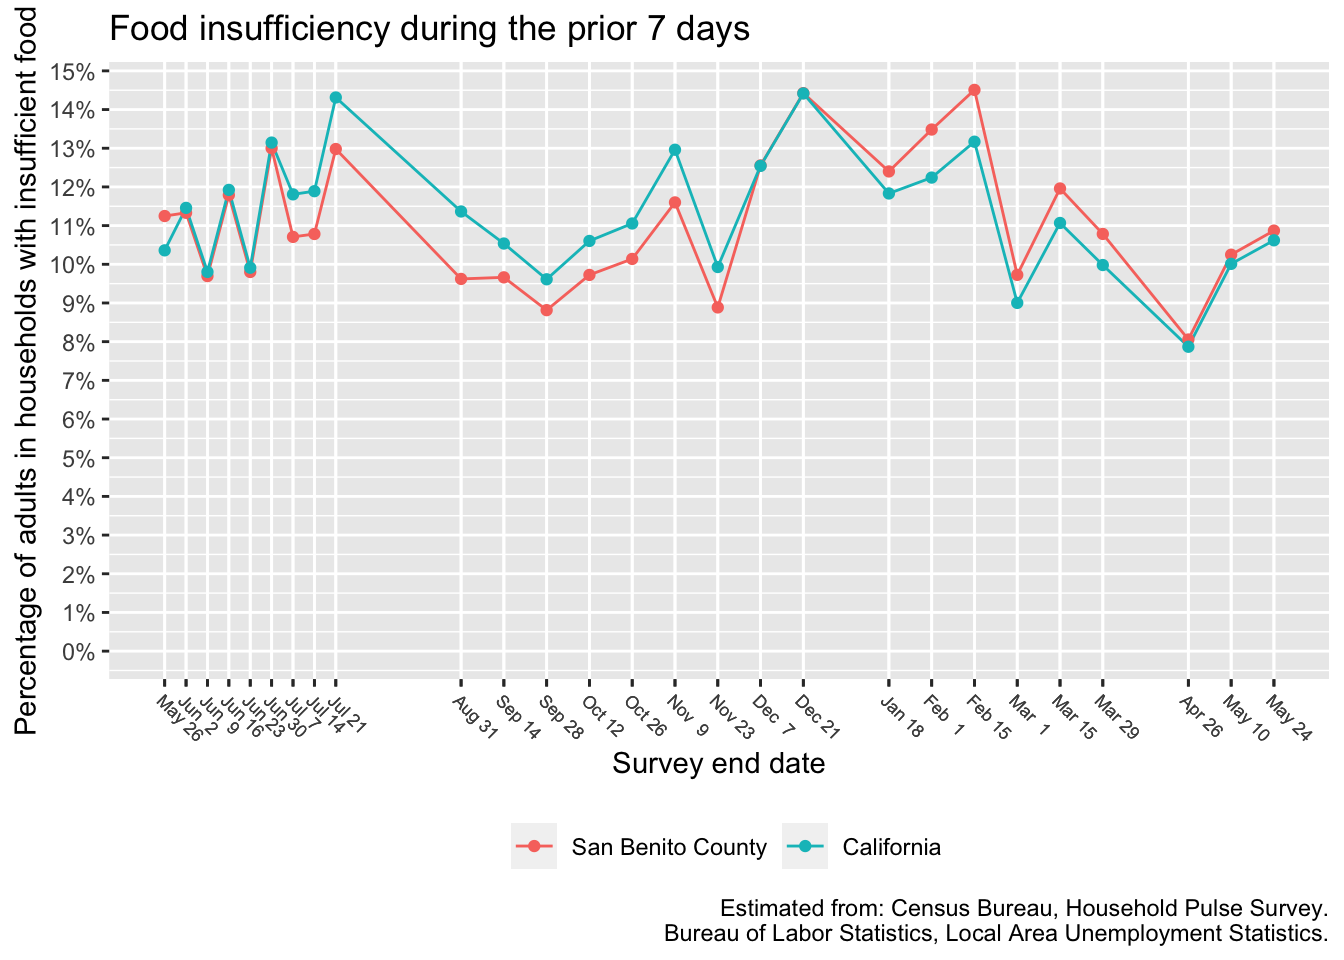 Food insufficiency during the prior 7 days
Percentage of adults in households with insufficient food
15%
14%
13%
12%
11%
10%
9%
8%
7%
6%
5%
4%
3%
2%
1%
0%
May 26
Jun 2
Jun 9
Jun 16
Jun 23
Jun 30
Jul 7
Jul 14
Jul 21
Aug 31
Sep 14
Sep 28
Oct 12
Oct 26
Nov 9
Nov 23
Dec 7
Dec 21
Jan 18
Feb 1
Feb 15
Mar 1
Mar 15
Mar 29
Apr 26
May 10
May 24
Survey end date
San Benito County
California
Estimated from: Census Bureau, Household Pulse Survey.
Bureau of Labor Statistics, Local Area Unemployment Statistics.